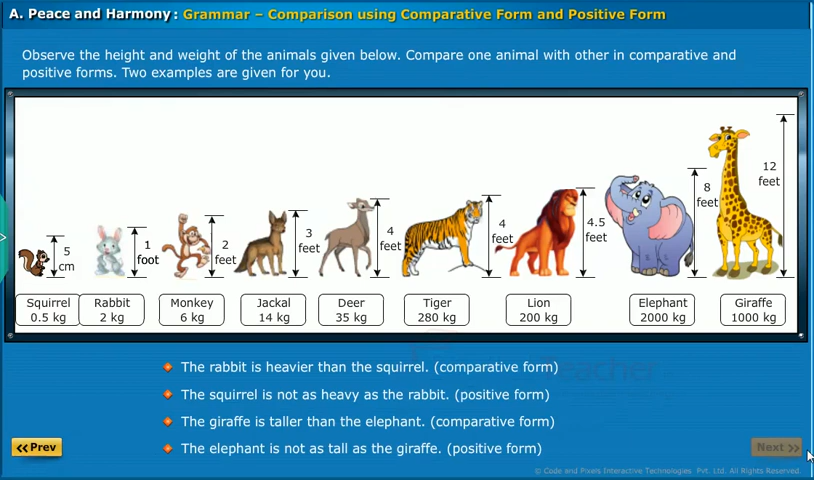 A. Peace and Harmony : Grammar – Comparison using Comparative Form and Positive Form
Observe the height and weight of the animals given below. Compare one animal with other in comparative and
positive forms. Two examples are given for you.
5
cm
1
foot
2
feet
3
feet
4
feet
4
feet
4.5
feet
8
feet
12
feet
Squirrel
0.5 kg
Rabbit
2 kg
Monkey
6 kg
Jackal
14 kg
Deer
35 kg
Tiger
280 kg
Lion
200 kg
Elephant
2000 kg
Giraffe
1000 kg
The rabbit is heavier than the squirrel. (comparative form)
The squirrel is not as heavy as the rabbit. (positive form)
The giraffe is taller than the elephant. (comparative form)
The elephant is not as tall as the giraffe. (positive form)
Teacher
Prev
Next
© Code and Pixels Interactive Technologies Pvt. Ltd. All Rights Reserved.